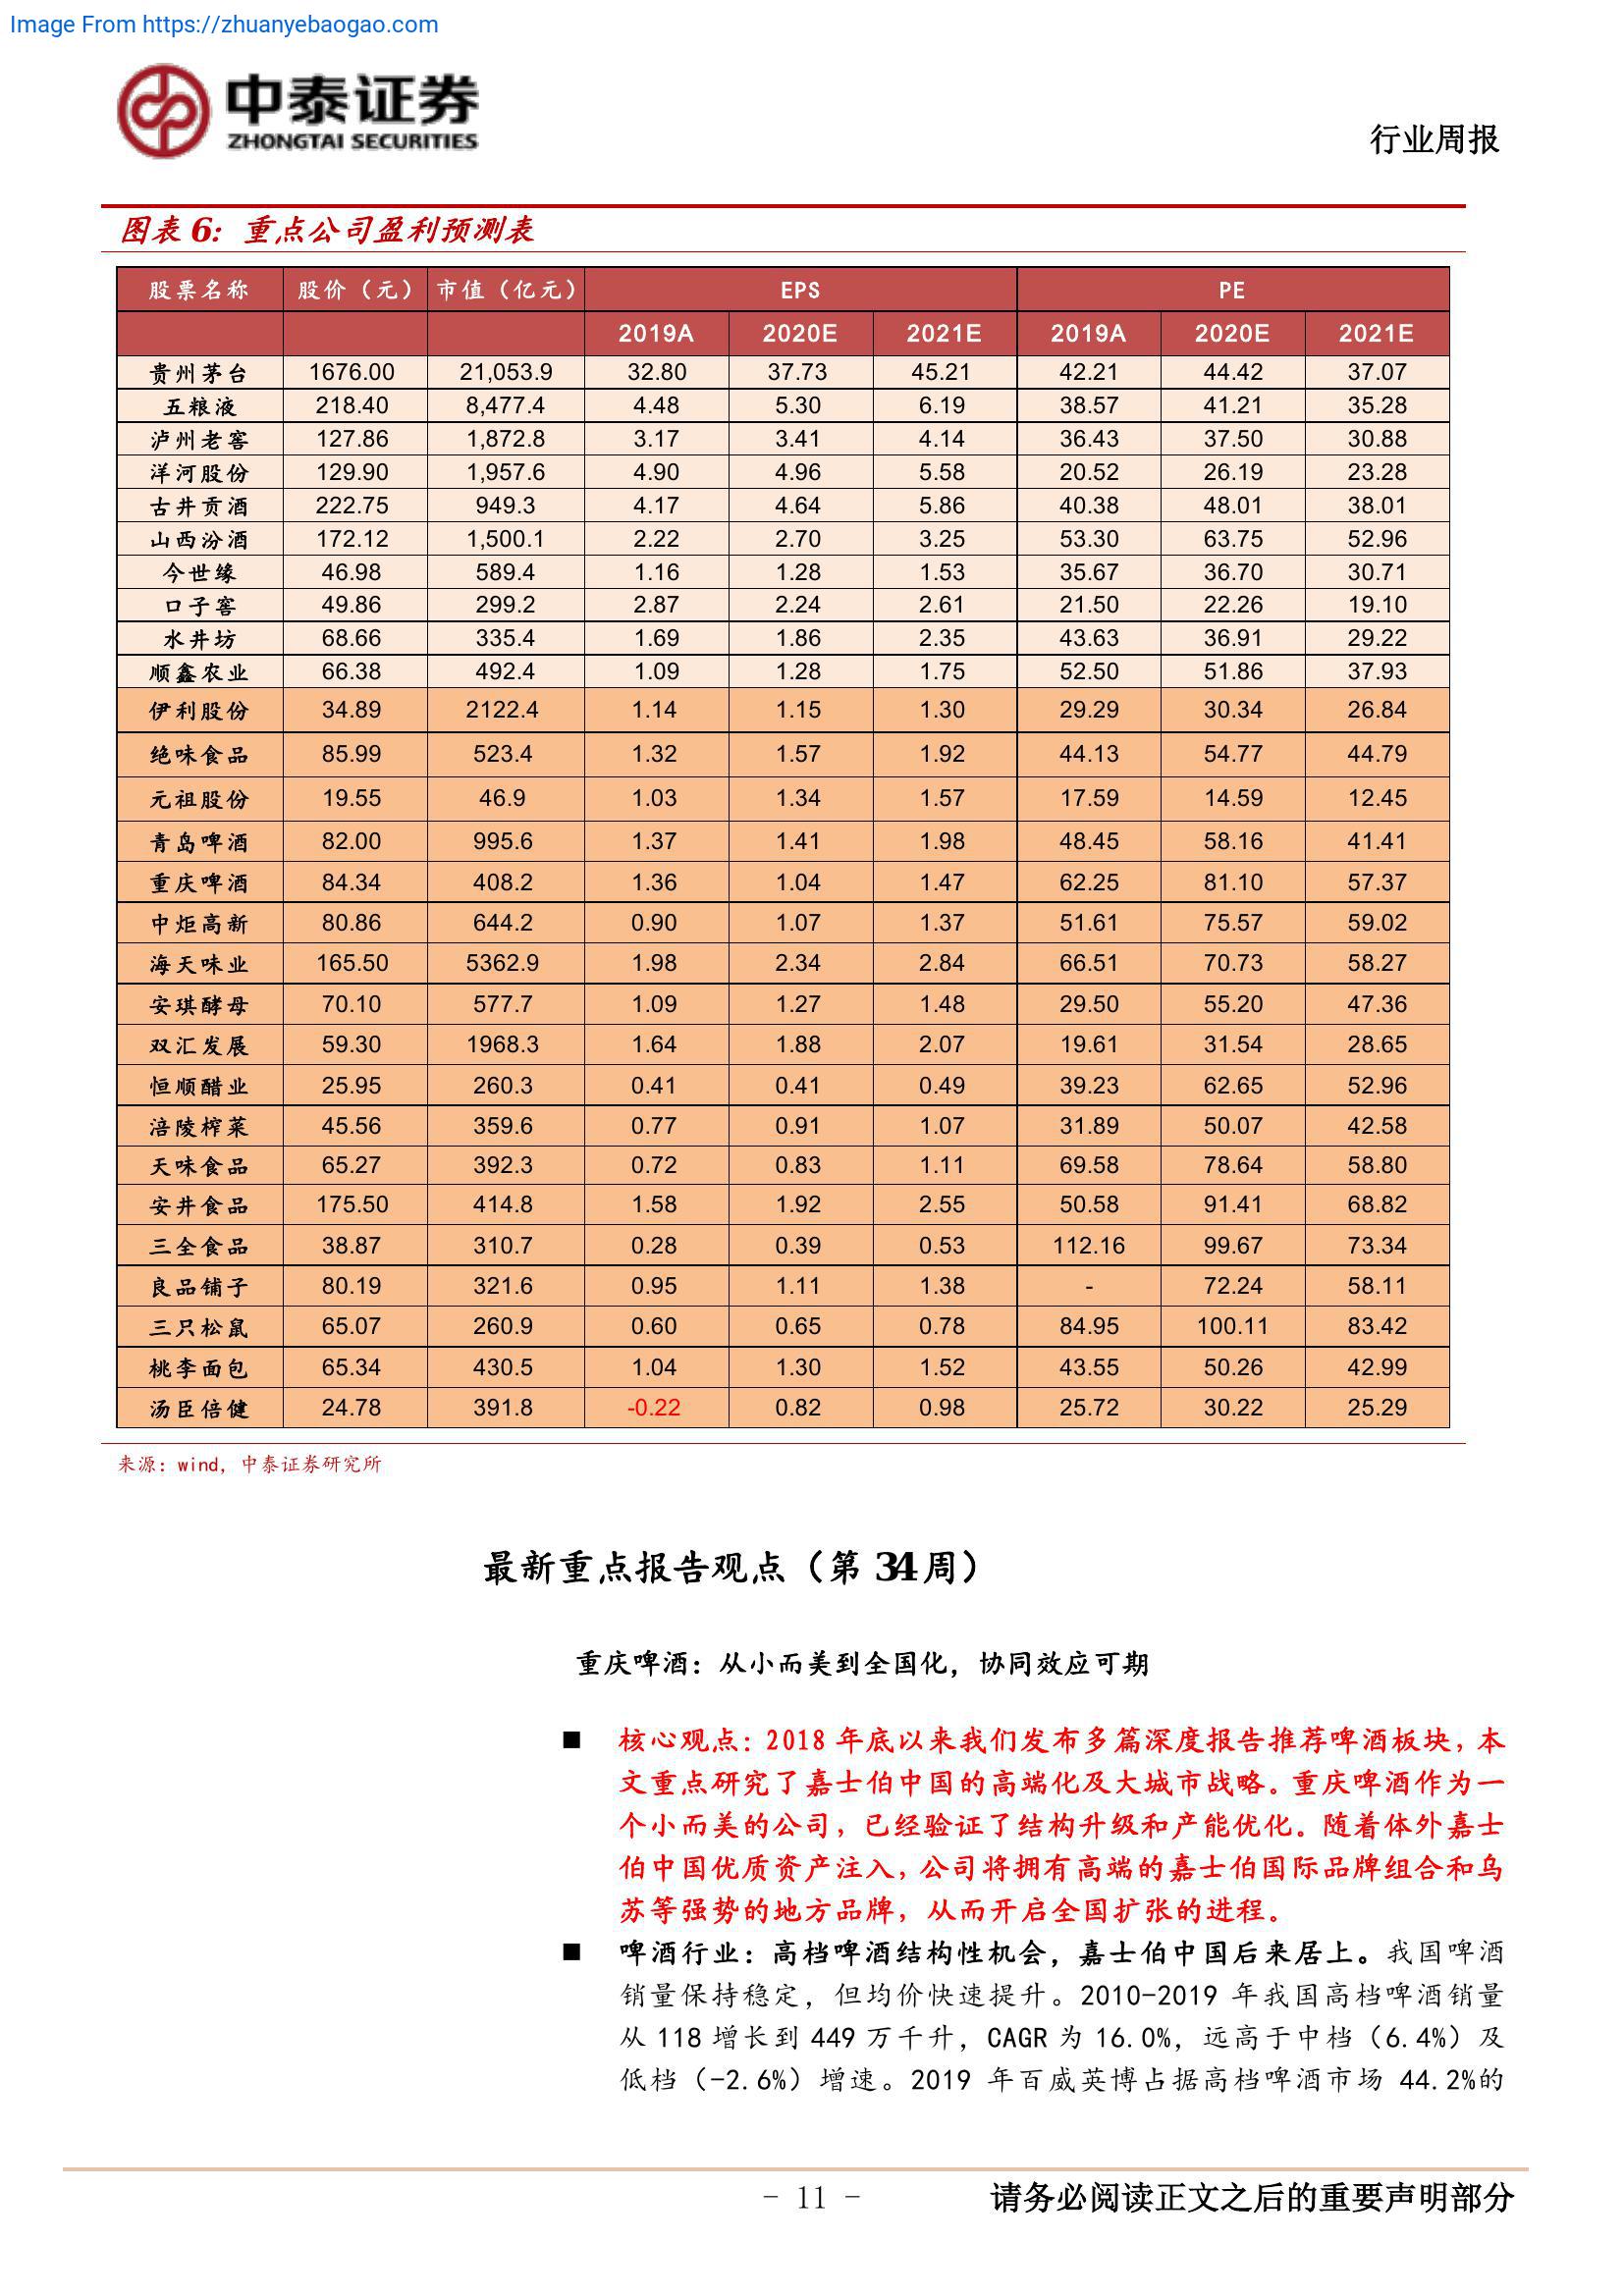 Image From https://zhuanyebaogao.com
中泰证券
ZHONGTAI SECURITIES
行业周报
图表 6：重点公司盈利预测表
股票名称 股价（元） 市值（亿元） EPS PE
2019A 2020E 2021E 2019A 2020E 2021E
贵州茅台 1676.00 21,053.9 32.80 37.73 45.21 42.21 44.42 37.07
五粮液 218.40 8,477.4 4.48 5.30 6.19 38.57 41.21 35.28
泸州老窖 127.86 1,872.8 3.17 3.41 4.14 36.43 37.50 30.88
洋河股份 129.90 1,957.6 4.90 4.96 5.58 20.52 26.19 23.28
古井贡酒 222.75 949.3 4.17 4.64 5.86 40.38 48.01 38.01
山西汾酒 172.12 1,500.1 2.22 2.70 3.25 53.30 63.75 52.96
今世缘 46.98 589.4 1.16 1.28 1.53 35.67 36.70 30.71
口子窖 49.86 299.2 2.87 2.24 2.61 21.50 22.26 19.10
水井坊 68.66 335.4 1.69 1.86 2.35 43.63 36.91 29.22
顺鑫农业 66.38 492.4 1.09 1.28 1.75 52.50 51.86 37.93
伊利股份 34.89 2122.4 1.14 1.15 1.30 29.29 30.34 26.84
绝味食品 85.99 523.4 1.32 1.57 1.92 44.13 54.77 44.79
元祖股份 19.55 46.9 1.03 1.34 1.57 17.59 14.59 12.45
青岛啤酒 82.00 995.6 1.37 1.41 1.98 48.45 58.16 41.41
重庆啤酒 84.34 408.2 1.36 1.04 1.47 62.25 81.10 57.37
中炬高新 80.86 644.2 0.90 1.07 1.37 51.61 75.57 59.02
海天味业 165.50 5362.9 1.98 2.34 2.84 66.51 70.73 58.27
安琪酵母 70.10 577.7 1.09 1.27 1.48 29.50 55.20 47.36
双汇发展 59.30 1968.3 1.64 1.88 2.07 19.61 31.54 28.65
恒顺醋业 25.95 260.3 0.41 0.41 0.49 39.23 62.65 52.96
涪陵榨菜 45.56 359.6 0.77 0.91 1.07 31.89 50.07 42.58
天味食品 65.27 392.3 0.72 0.83 1.11 69.58 78.64 58.80
安井食品 175.50 414.8 1.58 1.92 2.55 50.58 91.41 68.82
三全食品 38.87 310.7 0.28 0.39 0.53 112.16 99.67 73.34
良品铺子 80.19 321.6 0.95 1.11 1.38 - 72.24 58.11
三只松鼠 65.07 260.9 0.60 0.65 0.78 84.95 100.11 83.42
桃李面包 65.34 430.5 1.04 1.30 1.52 43.55 50.26 42.99
汤臣倍健 24.78 391.8 -0.22 0.82 0.98 25.72 30.22 25.29
来源：wind，中泰证券研究所
最新重点报告观点（第 34 周）
重庆啤酒：从小而美到全国化，协同效应可期
■ 核心观点：2018 年底以来我们发布多篇深度报告推荐啤酒板块，本
文重点研究了嘉士伯中国的高端化及大城市战略。重庆啤酒作为一
个小而美的公司，已经验证了结构升级和产能优化。随着体外嘉士
伯中国优质资产注入，公司将拥有高端的嘉士伯国际品牌组合和乌
苏等强势的地方品牌，从而开启全国扩张的进程。
■ 啤酒行业：高档啤酒结构性机会，嘉士伯中国后来居上。我国啤酒
销量保持稳定，但均价快速提升。2010-2019 年我国高档啤酒销量
从 118 增长到 449 万千升，CAGR 为 16.0%，远高于中档（6.4%）及
低档（-2.6%）增速。2019 年百威英博占据高档啤酒市场 44.2%的
- 11 -
请务必阅读正文之后的重要声明部分